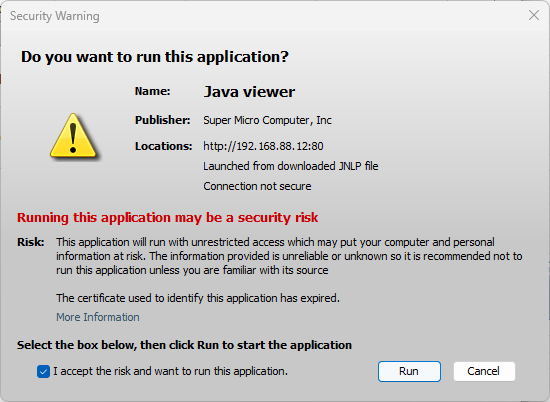 Security Warning
Do you want to run this application?
Name: Java viewer
Publisher: Super Micro Computer, Inc
Locations: http://192.168.88.12:80
Launched from downloaded JNLP file
Connection not secure
Running this application may be a security risk
Risk: This application will run with unrestricted access which may put your computer and personal
information at risk. The information provided is unreliable or unknown so it is recommended not to
run this application unless you are familiar with its source
The certificate used to identify this application has expired.
More Information
Select the box below, then click Run to start the application
I accept the risk and want to run this application. Run Cancel